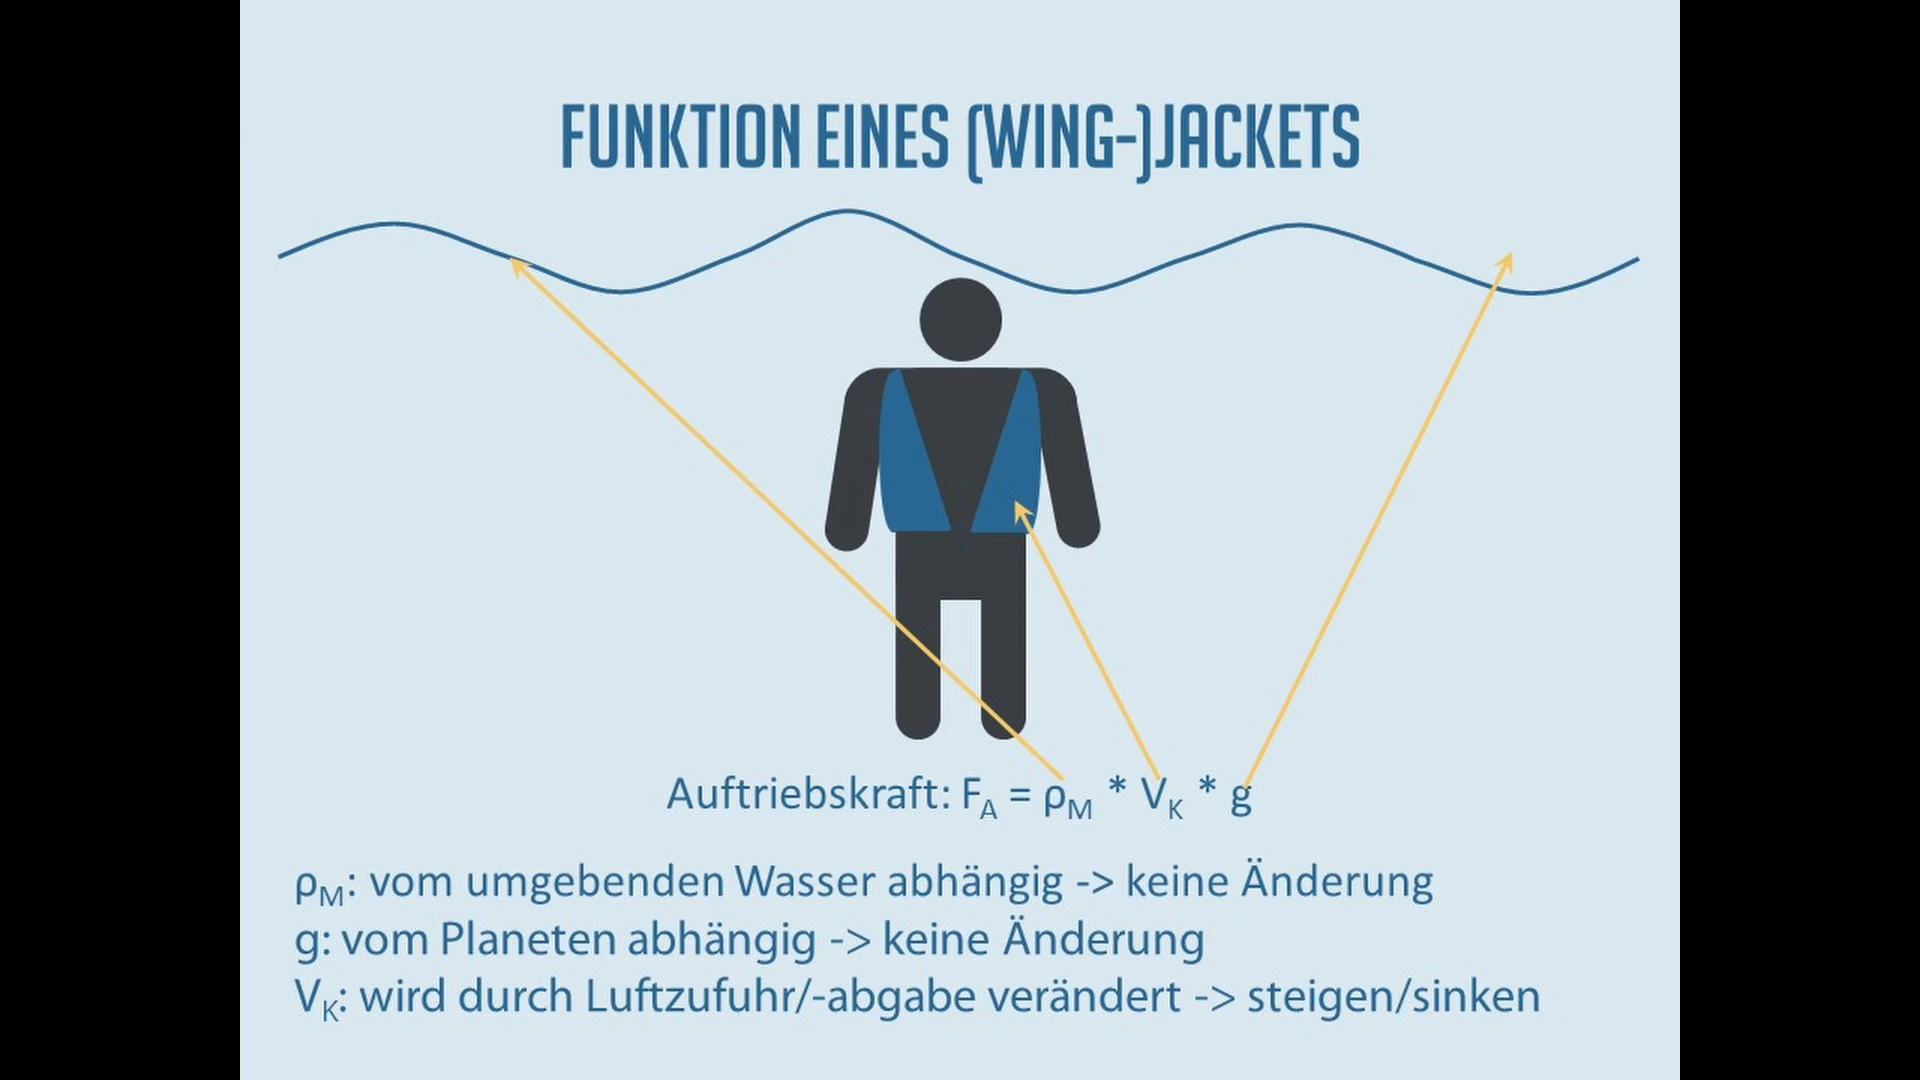 FUNKTION EINES (WING-)JACKETS
Auftriebskraft: F_A = ρ_M * V_K * g
ρ_M: vom umgebenden Wasser abhängig -> keine Änderung
g: vom Planeten abhängig -> keine Änderung
V_K: wird durch Luftzufuhr/-abgabe verändert -> steigen/sinken